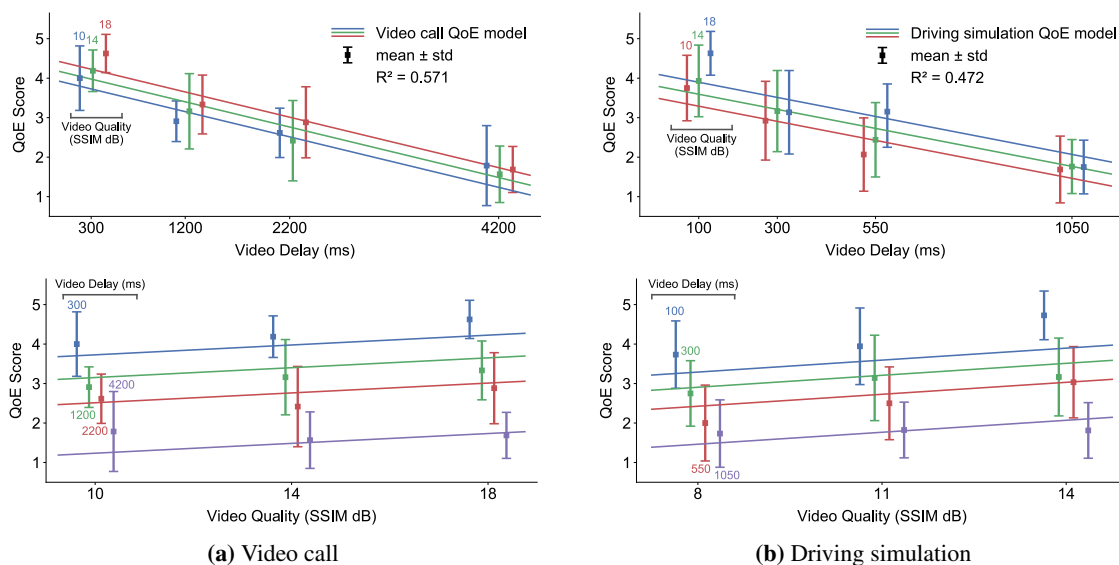 10
14
18
Video call QoE model
mean ± std
R² = 0.571
Video Quality
(SSIM dB)
5
4
3
2
1
QoE Score
300
1200
2200
4200
Video Delay (ms)
10
14
18
Driving simulation QoE model
mean ± std
R² = 0.472
Video Quality
(SSIM dB)
5
4
3
2
1
QoE Score
100
300
550
1050
Video Delay (ms)
Video Delay (ms)
300
1200
2200
4200
5
4
3
2
1
QoE Score
10
14
18
Video Quality (SSIM dB)
(a) Video call
Video Delay (ms)
100
300
550
1050
5
4
3
2
1
QoE Score
8
11
14
Video Quality (SSIM dB)
(b) Driving simulation